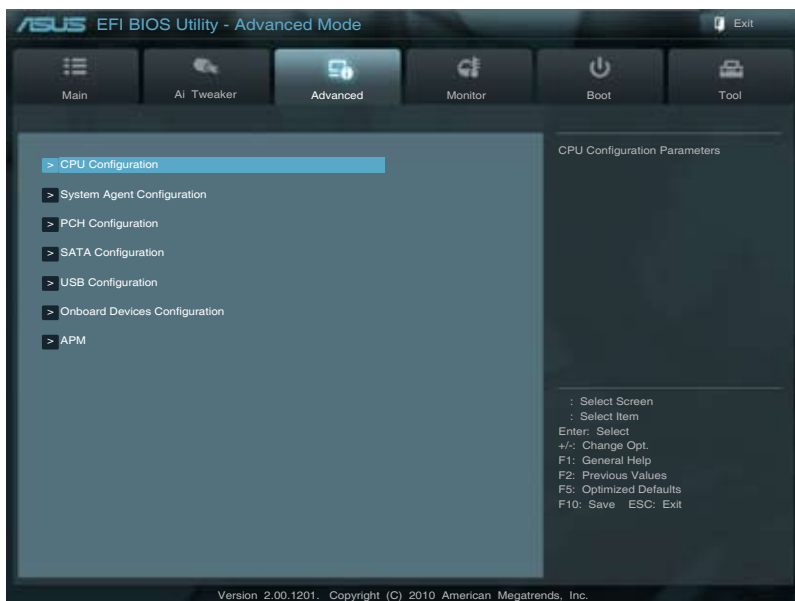 ASUS EFI BIOS Utility - Advanced Mode
Exit
Main
Ai Tweaker
Advanced
Monitor
Boot
Tool
> CPU Configuration
> System Agent Configuration
> PCH Configuration
> SATA Configuration
> USB Configuration
> Onboard Devices Configuration
> APM
CPU Configuration Parameters
: Select Screen
: Select Item
Enter: Select
+/-: Change Opt.
F1: General Help
F2: Previous Values
F5: Optimized Defaults
F10: Save ESC: Exit
Version 2.00.1201. Copyright (C) 2010 American Megatrends, Inc.